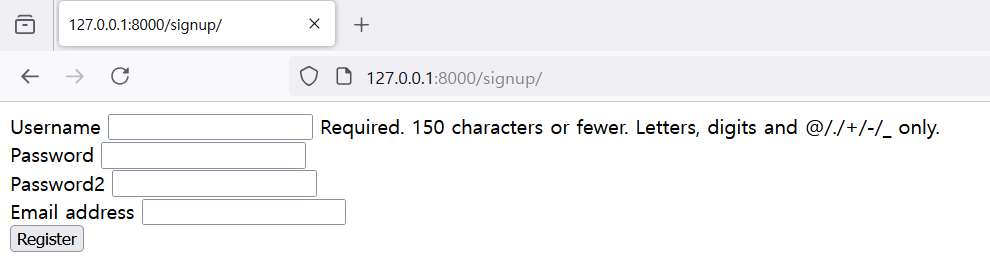 127.0.0.1:8000/signup/
127.0.0.1:8000/signup/
Username Required. 150 characters or fewer. Letters, digits and @/./+/-/_ only.
Password
Password2
Email address
Register